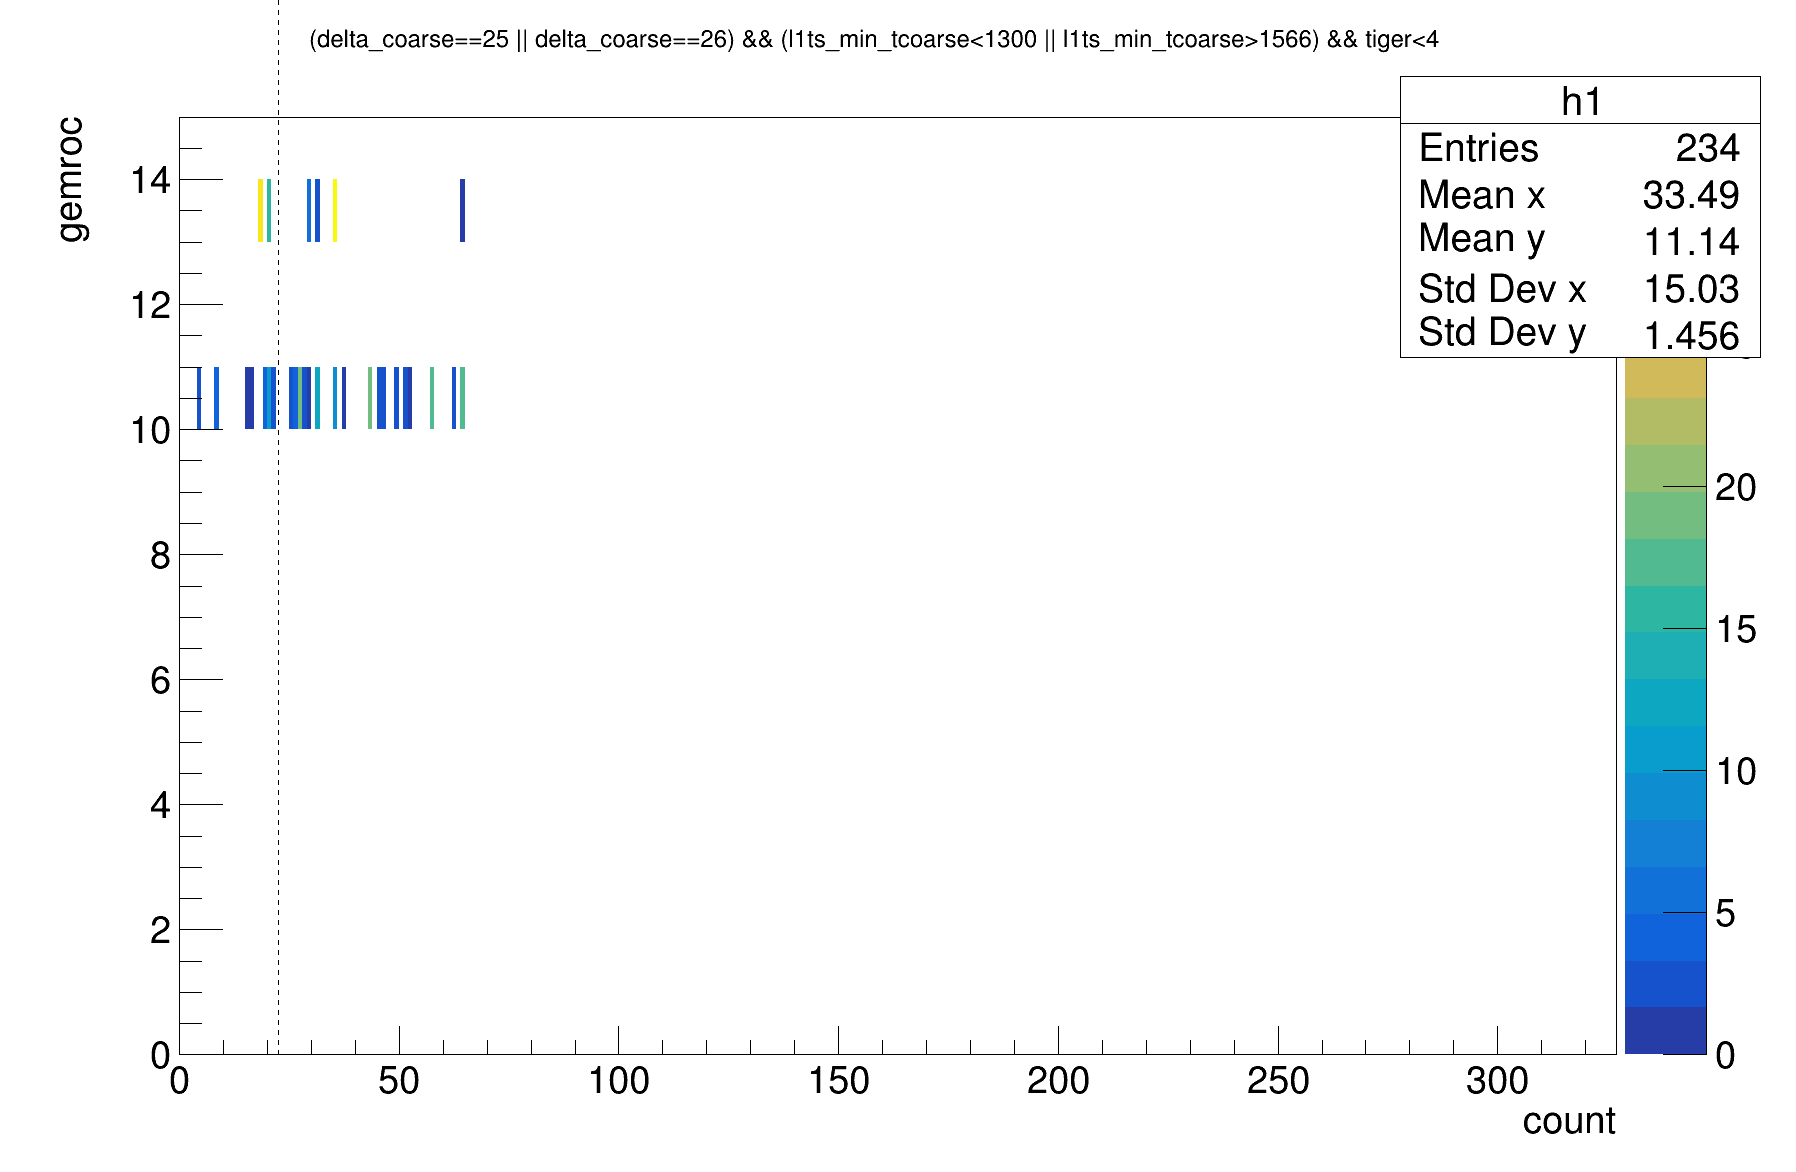 (delta_coarse==25 || delta_coarse==26) && (l1ts_min_tcoarse<1300 || l1ts_min_tcoarse>1566) && tiger<4
h1
Entries 234
Mean x 33.49
Mean y 11.14
Std Dev x 15.03
Std Dev y 1.456
gemroc
14
12
10
8
6
4
2
0
0 50 100 150 200 250 300
count
20
15
10
5
0